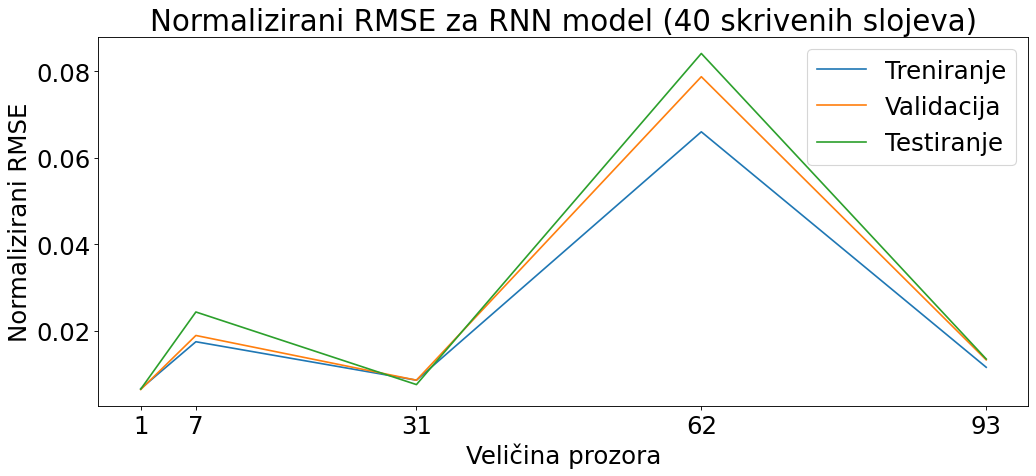 Normalizirani RMSE za RNN model (40 skrivenih slojeva)
Normalizirani RMSE
0.08
0.06
0.04
0.02
Treniranje
Validacija
Testiranje
1 7 31 62 93
Veličina prozora